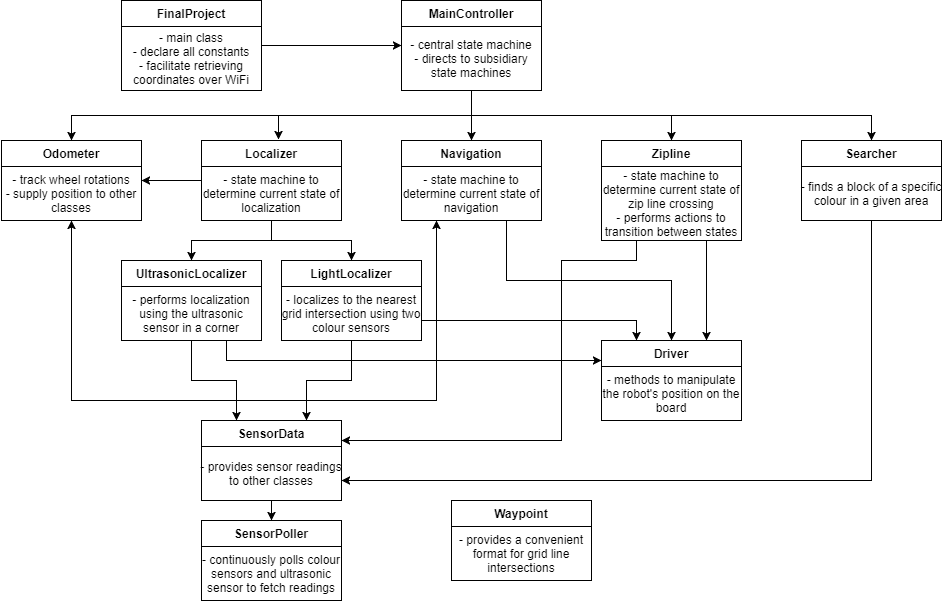 FinalProject
- main class
- declare all constants
- facilitate retrieving
coordinates over WiFi
MainController
- central state machine
- directs to subsidiary
state machines
Odometer
- track wheel rotations
- supply position to other
classes
Localizer
- state machine to
determine current state of
localization
Navigation
- state machine to
determine current state of
navigation
Zipline
- state machine to
determine current state of
zip line crossing
- performs actions to
transition between states
Searcher
- finds a block of a specific
colour in a given area
UltrasonicLocalizer
- performs localization
using the ultrasonic
sensor in a corner
LightLocalizer
- localizes to the nearest
grid intersection using two
colour sensors
Driver
- methods to manipulate
the robot's position on the
board
SensorData
- provides sensor readings
to other classes
SensorPoller
- continuously polls colour
sensors and ultrasonic
sensor to fetch readings
Waypoint
- provides a convenient
format for grid line
intersections